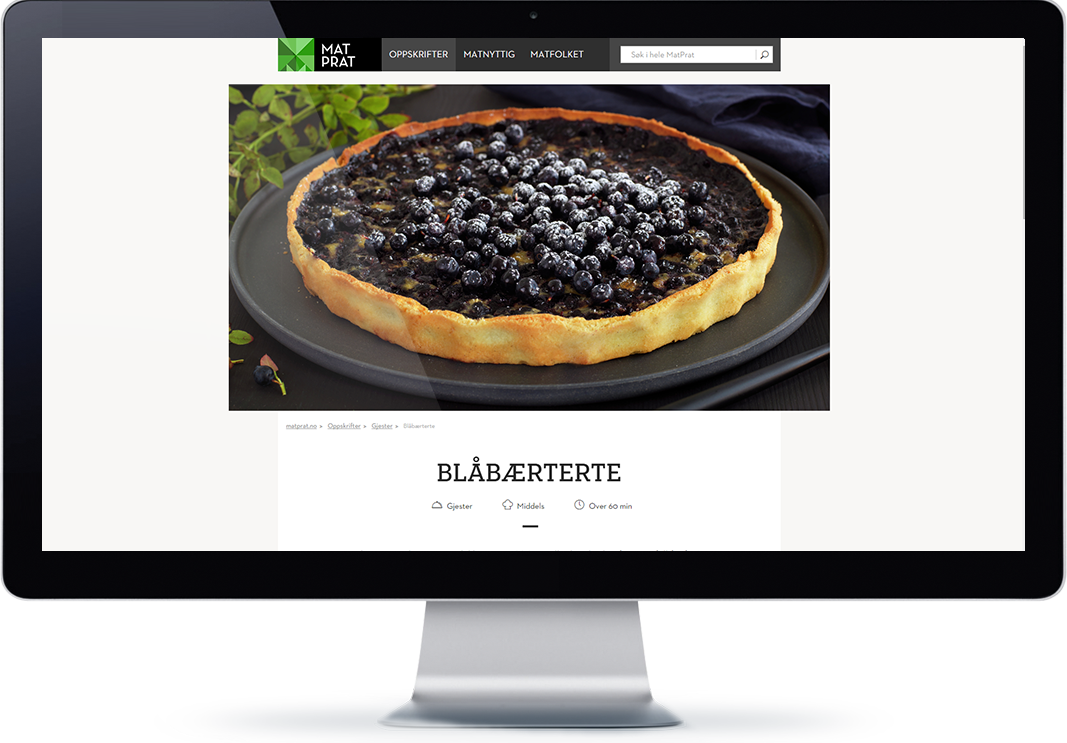 MAT
PRAT
OPPSKRIFTER MATNYTTIG MATFOLKET
Søk i hele MatPrat
matprat.no » Oppskrifter » Gjester » Blåbærterte
BLÅBÆRTERTE
Gjester Middels Over 60 min